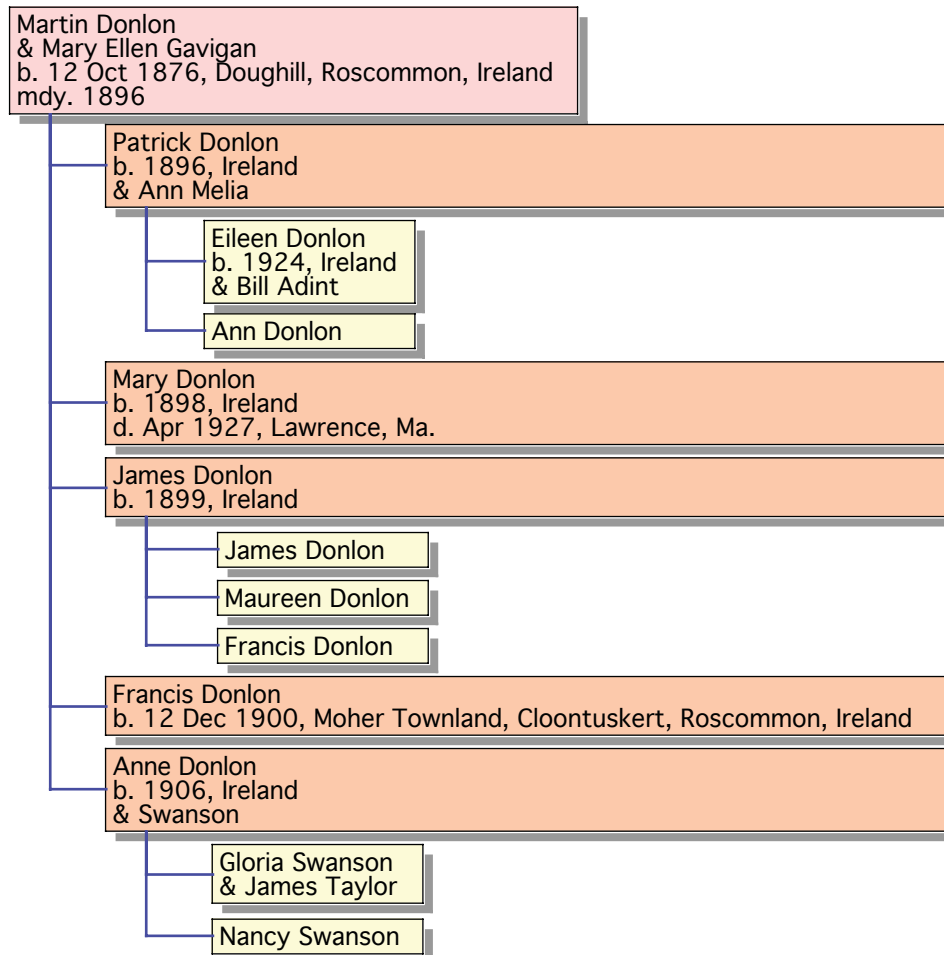 Martin Donlon
& Mary Ellen Gavigan
b. 12 Oct 1876, Doughill, Roscommon, Ireland
mdy. 1896
Patrick Donlon
b. 1896, Ireland
& Ann Melia
Eileen Donlon
b. 1924, Ireland
& Bill Adint
Ann Donlon
Mary Donlon
b. 1898, Ireland
d. Apr 1927, Lawrence, Ma.
James Donlon
b. 1899, Ireland
James Donlon
Maureen Donlon
Francis Donlon
Francis Donlon
b. 12 Dec 1900, Moher Townland, Cloontuskert, Roscommon, Ireland
Anne Donlon
b. 1906, Ireland
& Swanson
Gloria Swanson
& James Taylor
Nancy Swanson